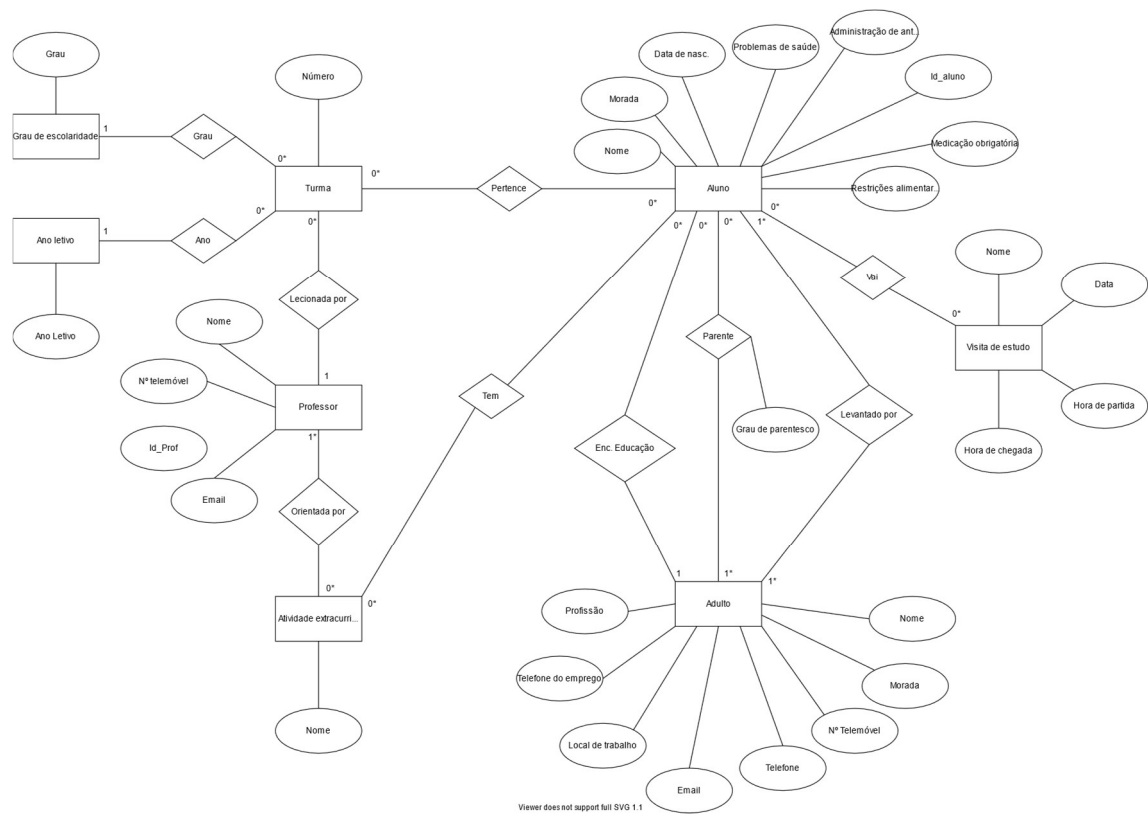 Grau
Número
Data de nasc.
Problemas de saúde
Administração de ant...
Id_aluno
Morada
Nome
Medicação obrigatória
Restrições alimentar...
Grau de escolaridade
1
Grau
0*
Turma
0*
Pertence
Aluno
Ano letivo
1
Ano
0*
0*
0*
0*
0*
0*
1*
0*
Ano Letivo
Lecionada por
Nome
Nº telemóvel
1
Professor
Id_Prof
1*
Email
Orientada por
0*
Atividade extracurri...
0*
Nome
Tem
Enc. Educação
Parente
Grau de parentesco
Levantado por
Vai
0*
Nome
Data
Visita de estudo
Hora de partida
Hora de chegada
1
1*
1*
Adulto
Profissão
Telefone do emprego
Local de trabalho
Email
Telefone
Nº Telemóvel
Morada
Nome
Viewer does not support full SVG 1.1